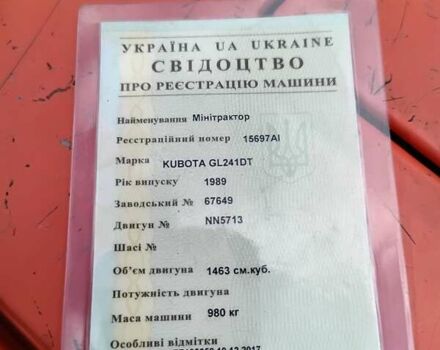 УКРАЇНА UA UKRAINE
СВІДОЦТВО
ПРО РЕЄСТРАЦІЮ МАШИНИ
Найменування Мінітрактор
Реєстраційний номер 15697АІ
Марка KUBOTA GL241DT
Рік випуску 1989
Заводський № 67649
Двигун № NN5713
Шасі №
Об'єм двигуна 1463 см.куб.
Потужність двигуна
Маса машини 980 кг
Особливі відмітки